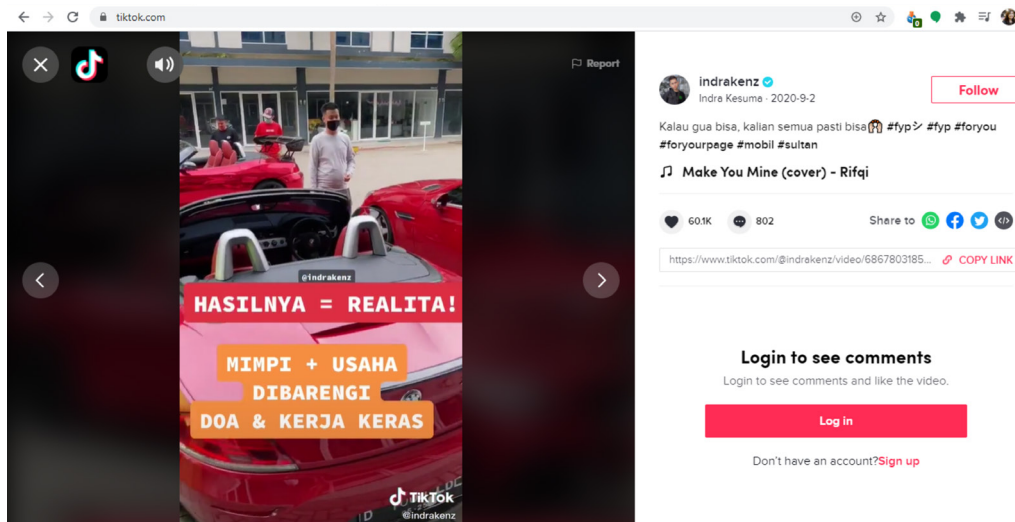 tiktok.com
0
Report
indrakenz
Indra Kesuma · 2020-9-2
Follow
Kalau gua bisa, kalian semua pasti bisa #fypシ #fyp #foryou
#foryourpage #mobil #sultan
Make You Mine (cover) - Rifqi
60.1K
802
Share to
https://www.tiktok.com/@indrakenz/video/6867803185...
COPY LINK
@indrakenz
HASILNYA = REALITA!
MIMPI + USAHA
DIBARENGI
DOA & KERJA KERAS
TikTok
@indrakenz
Login to see comments
Login to see comments and like the video.
Log in
Don't have an account?Sign up